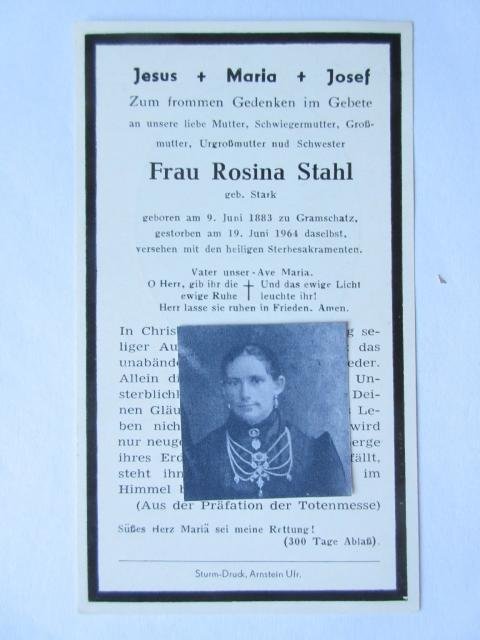 Jesus + Maria + Josef
Zum frommen Gedenken im Gebete
an unsere liebe Mutter, Schwiegermutter, Groß-
mutter, Urgroßmutter nud Schwester
Frau Rosina Stahl
geb. Stark
geboren am 9. Juni 1883 zu Gramschatz,
gestorben am 19. Juni 1964 daselbst,
versehen mit den heiligen Sterbesakramenten.
Vater unser - Ave Maria.
O Herr, gib ihr die † Und das ewige Licht
ewige Ruhe † leuchte ihr!
Herr lasse sie ruhen in Frieden. Amen.
In Chris g se-
liger Au das
unabände eder.
Allein di Un-
sterblich Dei-
nen Gläu s Le-
ben nich wird
nur neuge erge
ihres Erd fällt,
steht ihn im
Himmel b
(Aus der Präfation der Totenmesse)
Süßes Herz Mariä sei meine Rettung!
(300 Tage Ablaß).
Sturm-Druck, Arnstein Ufr.